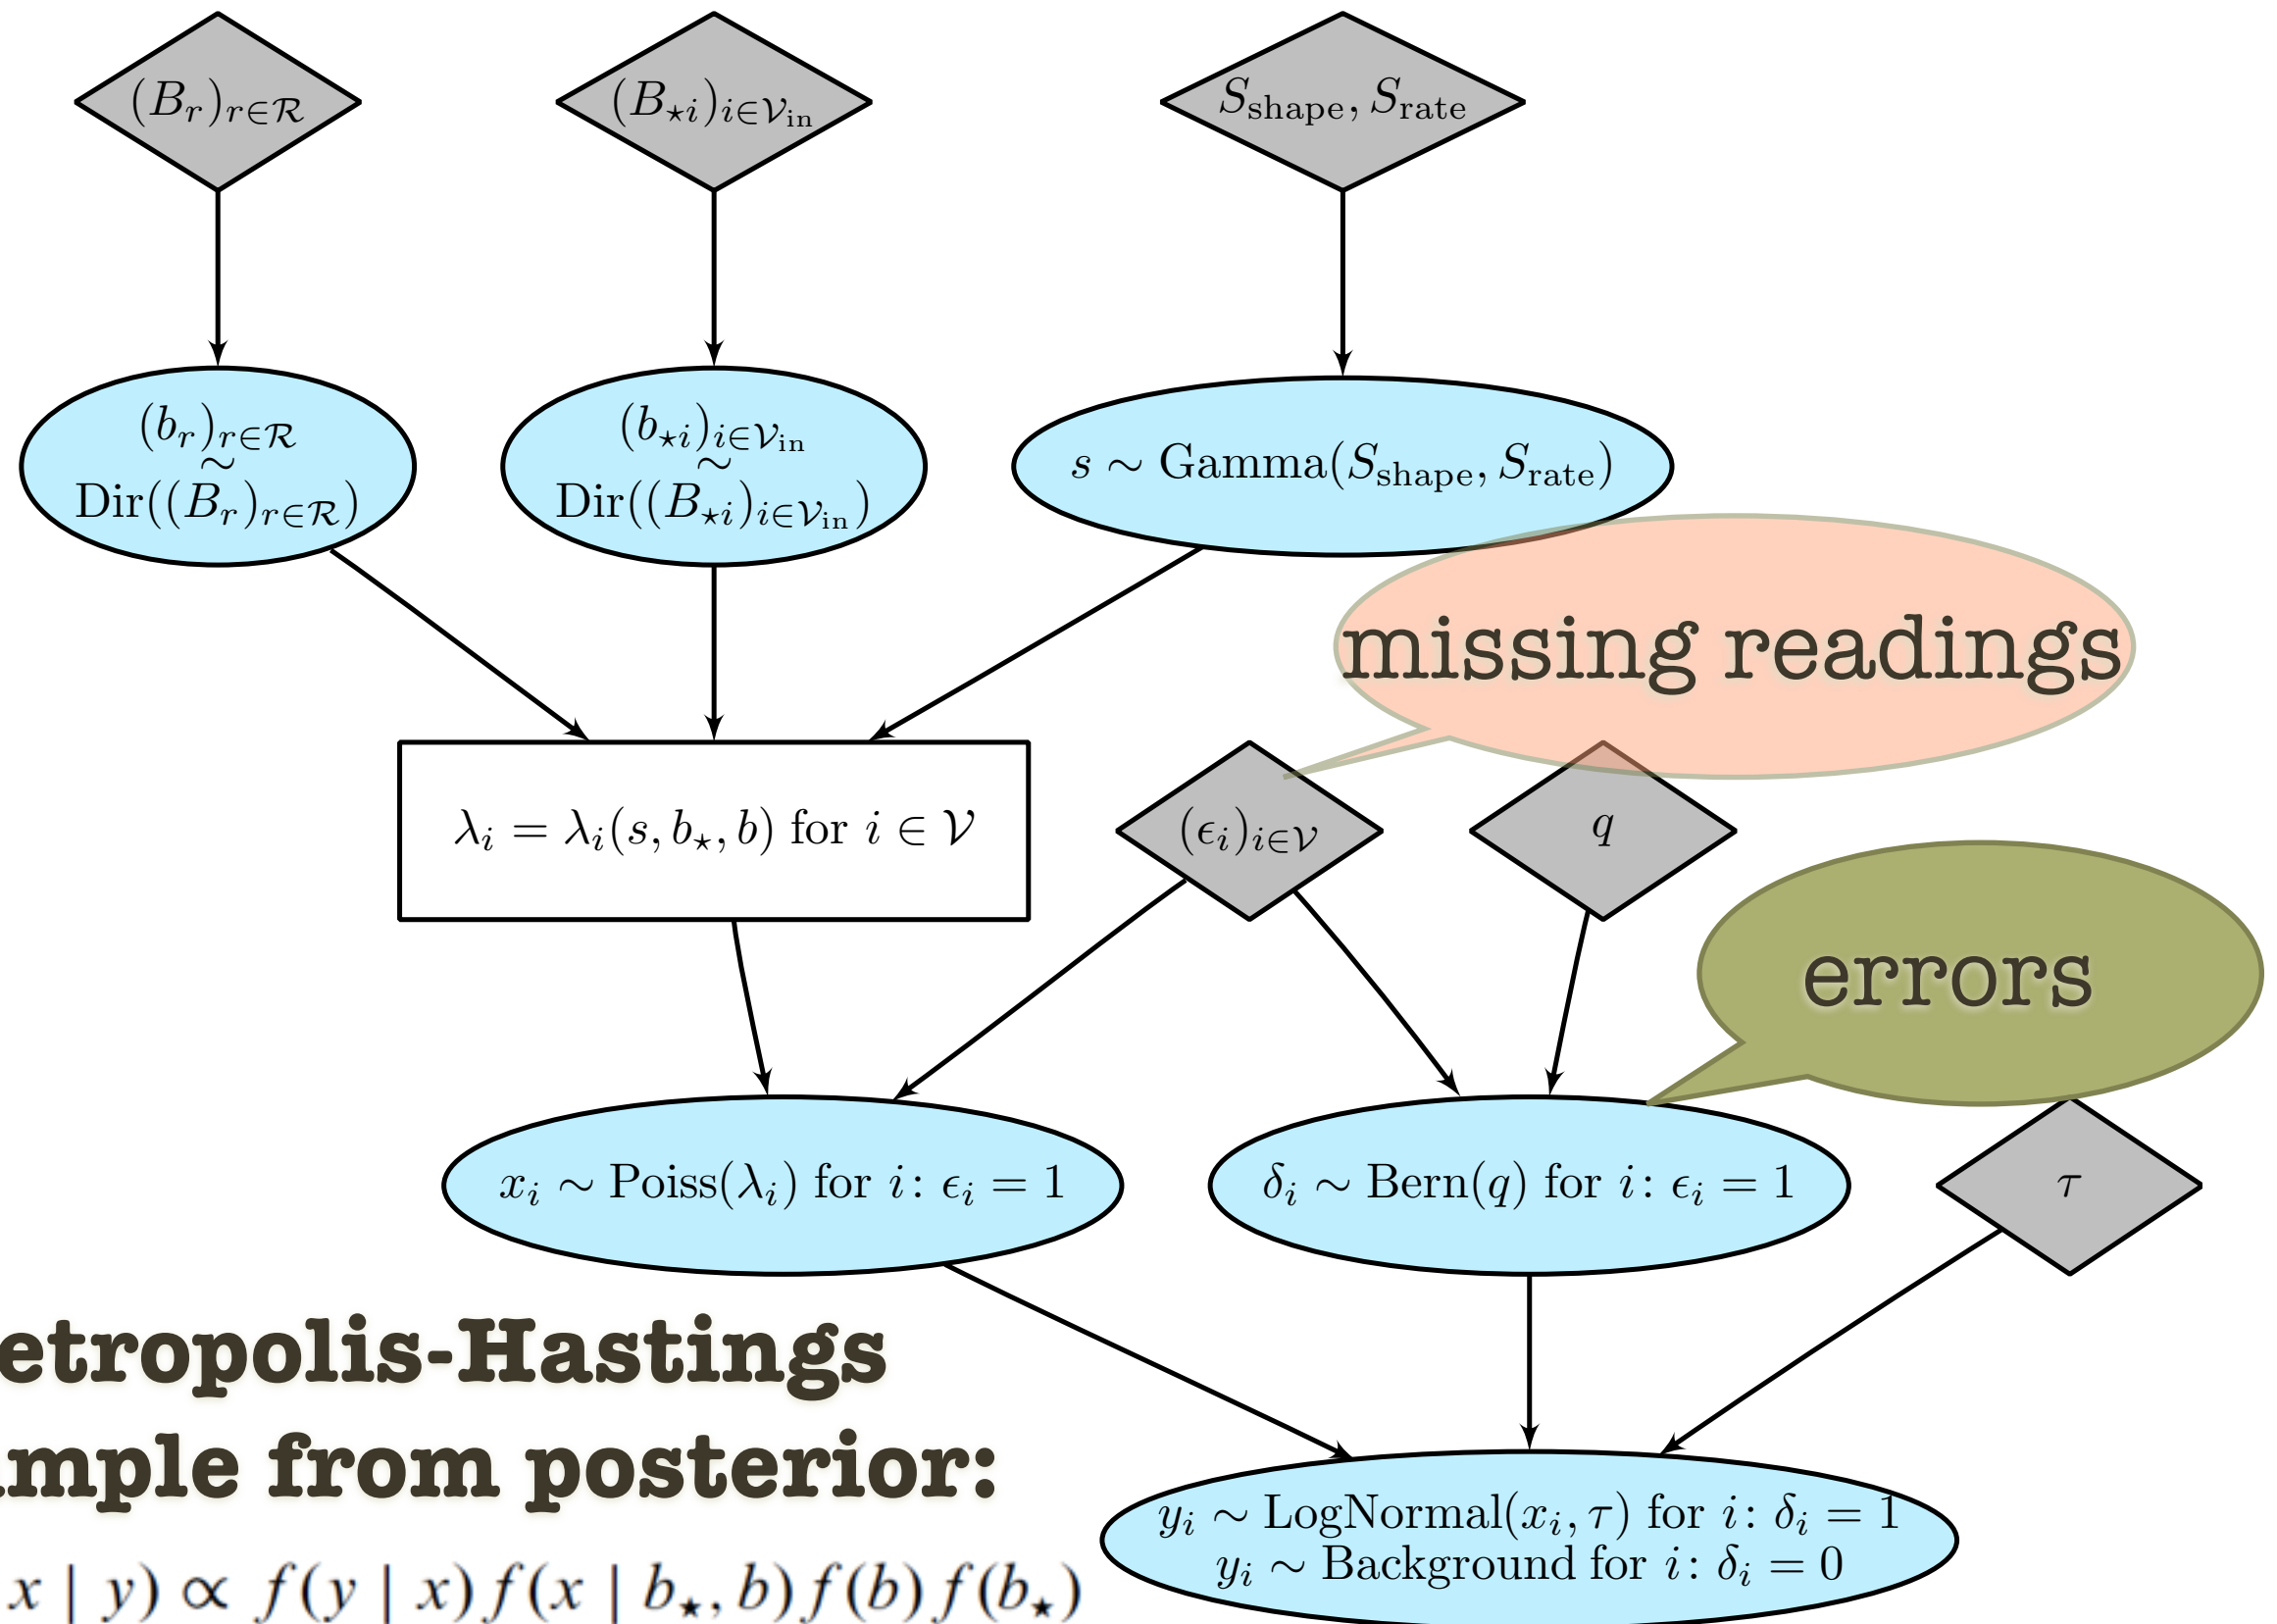 (B_r)_{r∈ℛ}
(B_{⋆i})_{i∈𝒱_in}
S_shape, S_rate
(b_r)_{r∈ℛ}
∼
Dir((B_r)_{r∈ℛ})
(b_{⋆i})_{i∈𝒱_in}
∼
Dir((B_{⋆i})_{i∈𝒱_in})
s ∼ Gamma(S_shape, S_rate)
missing readings
λ_i = λ_i(s, b_⋆, b) for i ∈ 𝒱
(ϵ_i)_{i∈𝒱}
q
errors
x_i ∼ Poiss(λ_i) for i: ϵ_i = 1
δ_i ∼ Bern(q) for i: ϵ_i = 1
τ
etropolis-Hastings
mple from posterior:
x | y) ∝ f(y | x) f(x | b_⋆, b) f(b) f(b_⋆)
y_i ∼ LogNormal(x_i, τ) for i: δ_i = 1
y_i ∼ Background for i: δ_i = 0